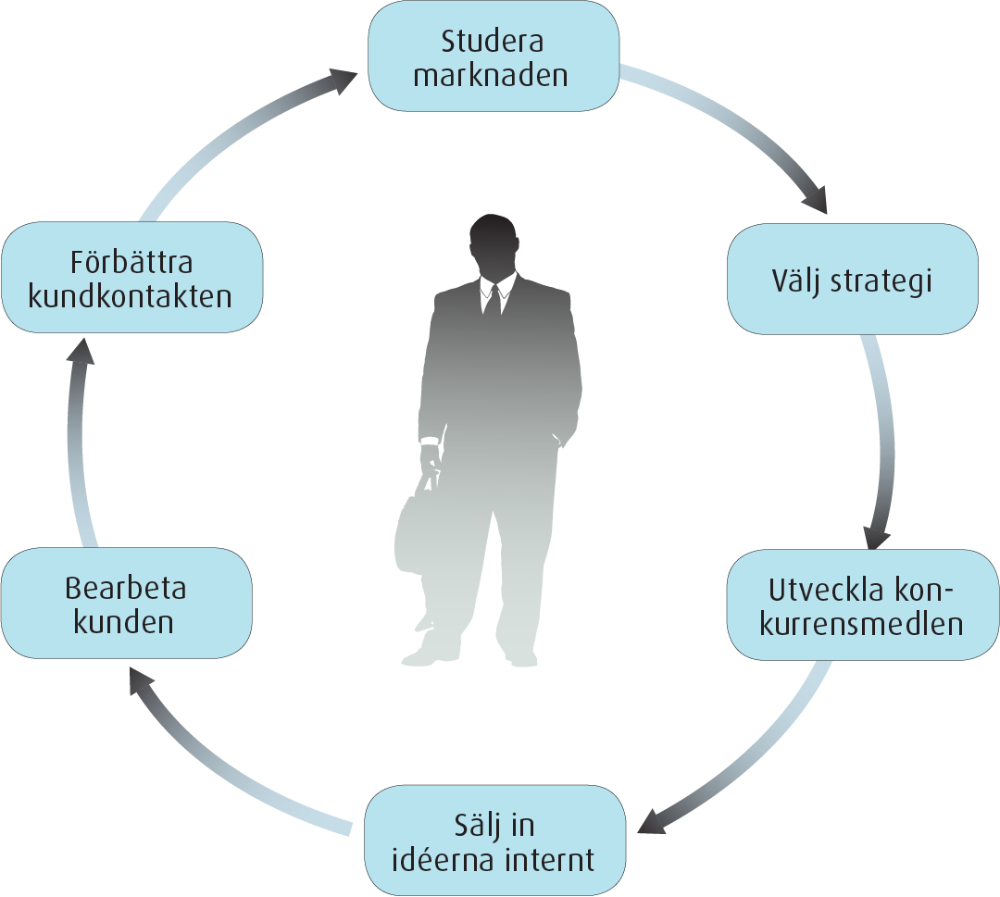 Studera
marknaden
Välj strategi
Utveckla kon-
kurrensmedlen
Sälj in
idéerna internt
Bearbeta
kunden
Förbättra
kundkontakten